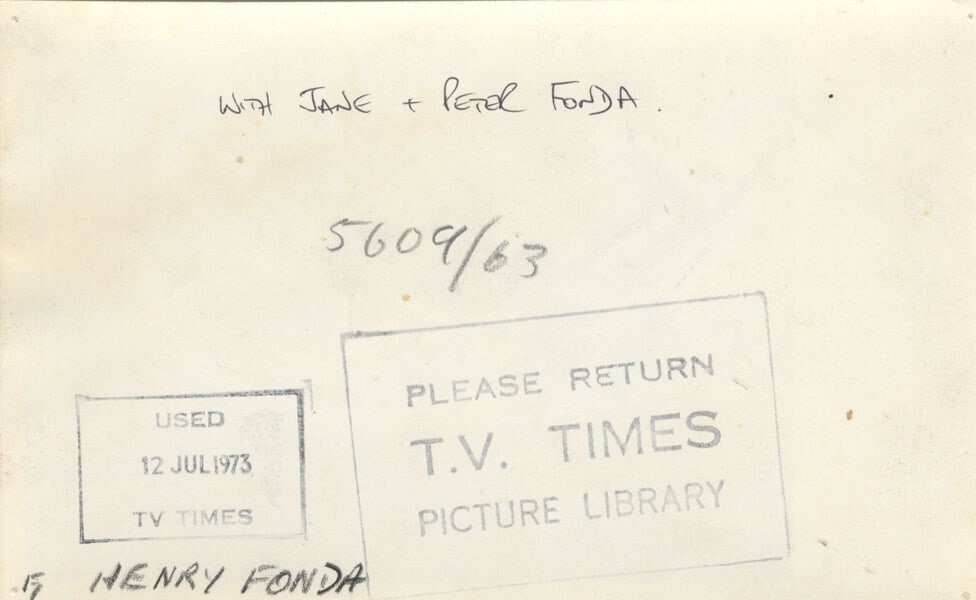 WITH JANE + PETER FONDA.
5609/63
PLEASE RETURN
T.V. TIMES
PICTURE LIBRARY
USED
12 JUL 1973
TV TIMES
HENRY FONDA